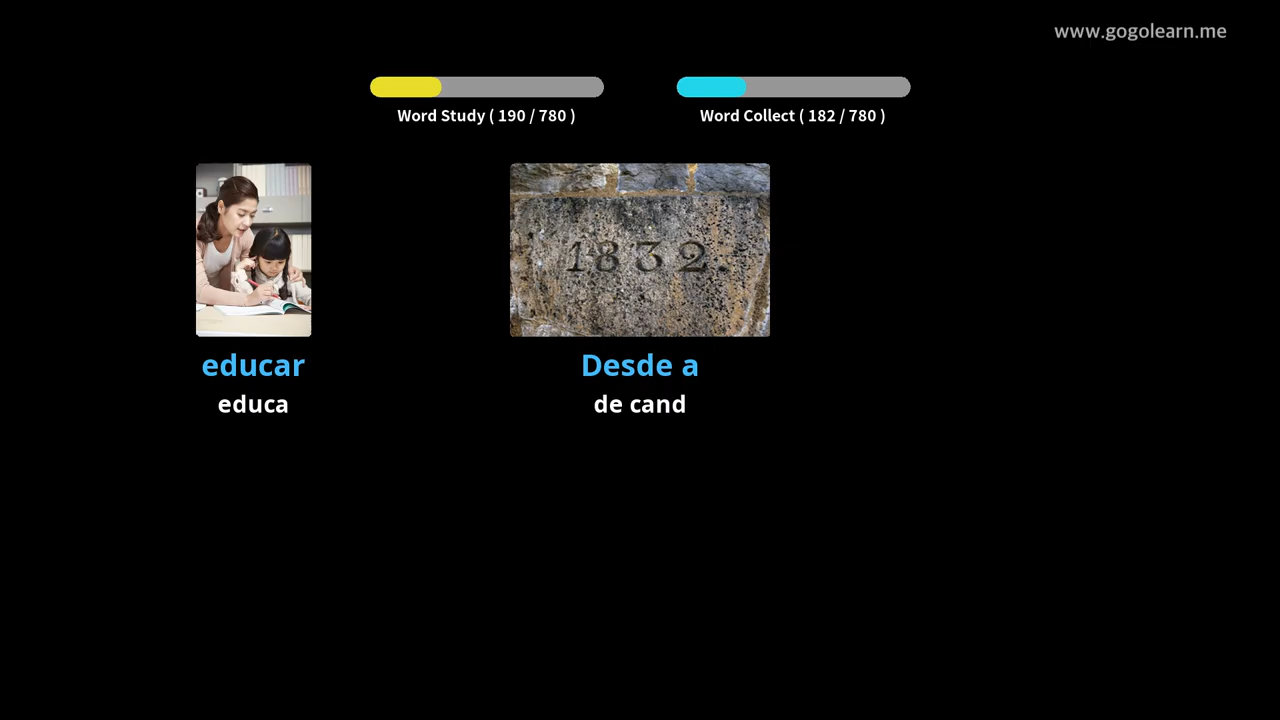 www.gogolearn.me
Word Study ( 190 / 780 )
Word Collect ( 182 / 780 )
1832.
educar
educa
Desde a
de cand